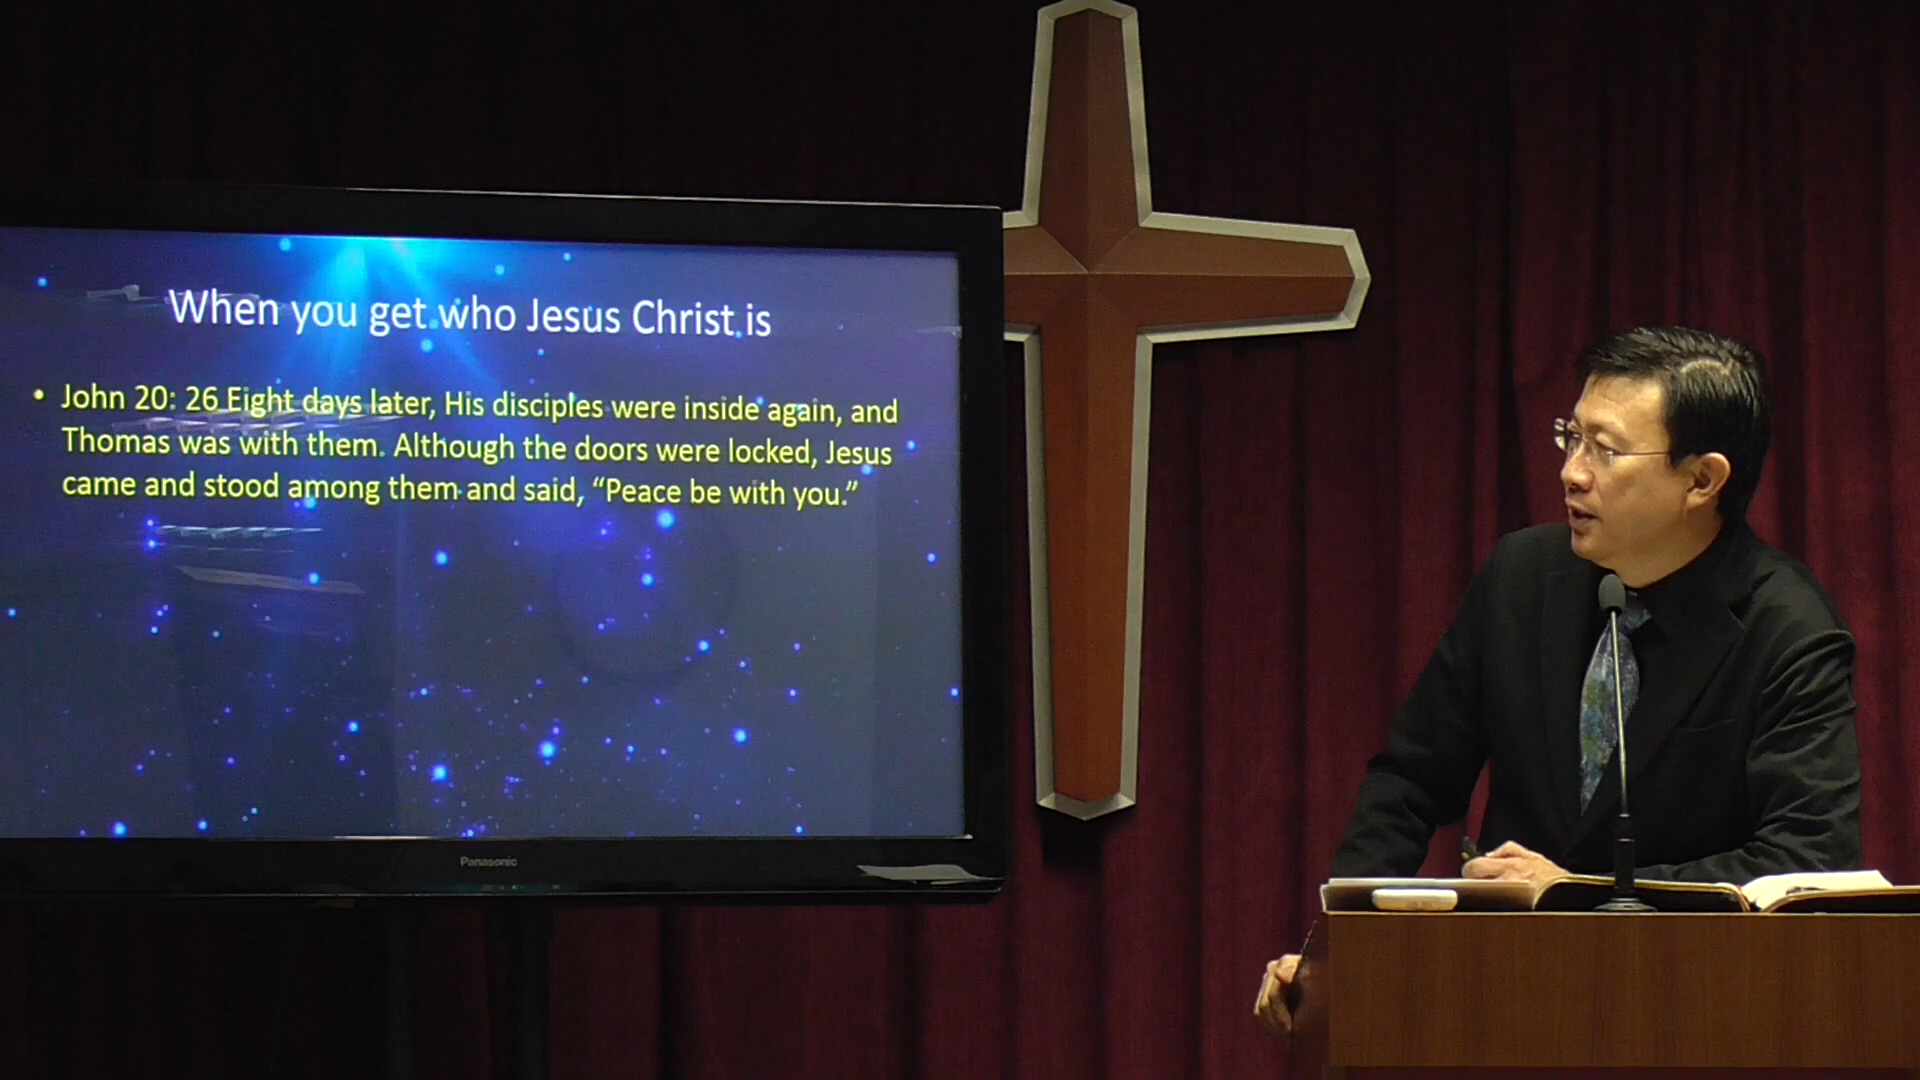 When you get who Jesus Christ is
• John 20: 26 Eight days later, His disciples were inside again, and
Thomas was with them. Although the doors were locked, Jesus
came and stood among them and said, “Peace be with you.”
Panasonic